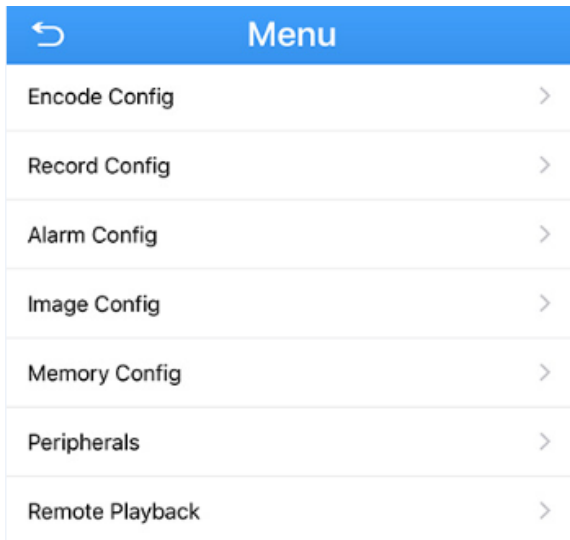 Menu
Encode Config
Record Config
Alarm Config
Image Config
Memory Config
Peripherals
Remote Playback